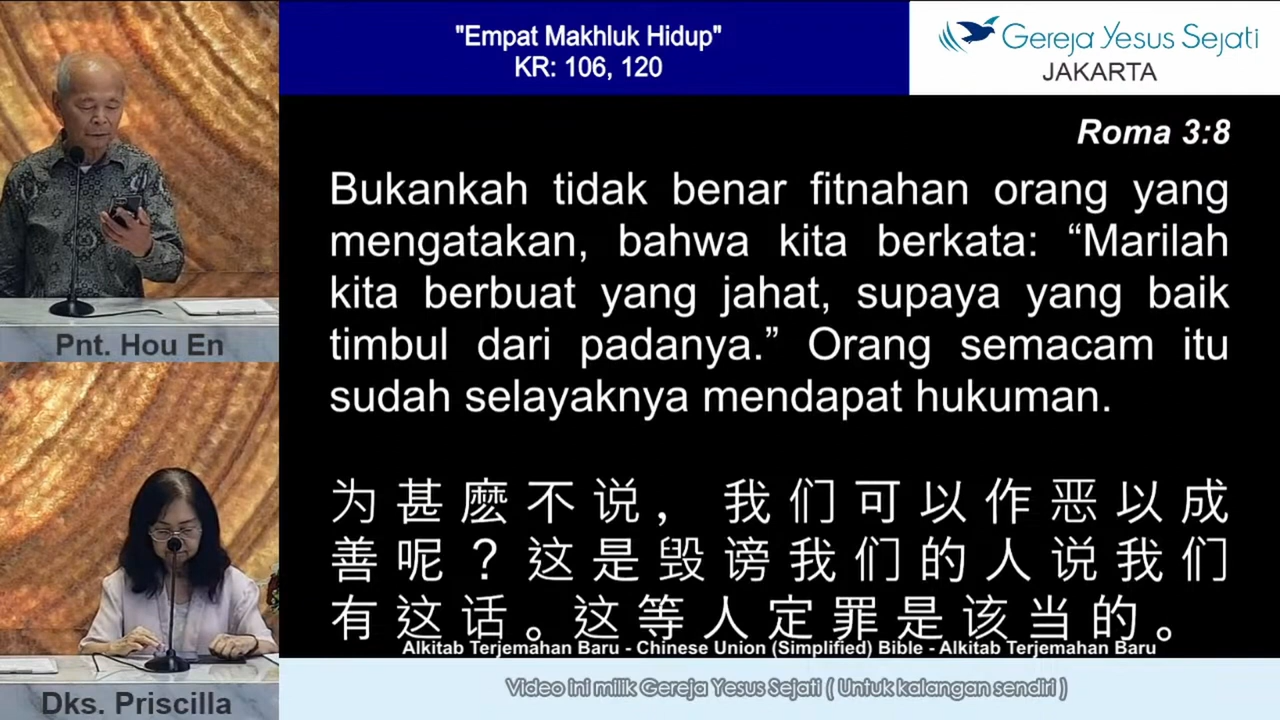 "Empat Makhluk Hidup"
KR: 106, 120
Gereja Yesus Sejati
JAKARTA
Roma 3:8
Bukankah tidak benar fitnahan orang yang
mengatakan, bahwa kita berkata: “Marilah
kita berbuat yang jahat, supaya yang baik
timbul dari padanya.” Orang semacam itu
sudah selayaknya mendapat hukuman.
为甚麽不说，我们可以作恶以成
善呢？这是毁谤我们的人说我们
有这话。这等人定罪是该当的。
Alkitab Terjemahan Baru - Chinese Union (Simplified) Bible - Alkitab Terjemahan Baru
Pnt. Hou En
Dks. Priscilla
Video ini milik Gereja Yesus Sejati ( Untuk kalangan sendiri )